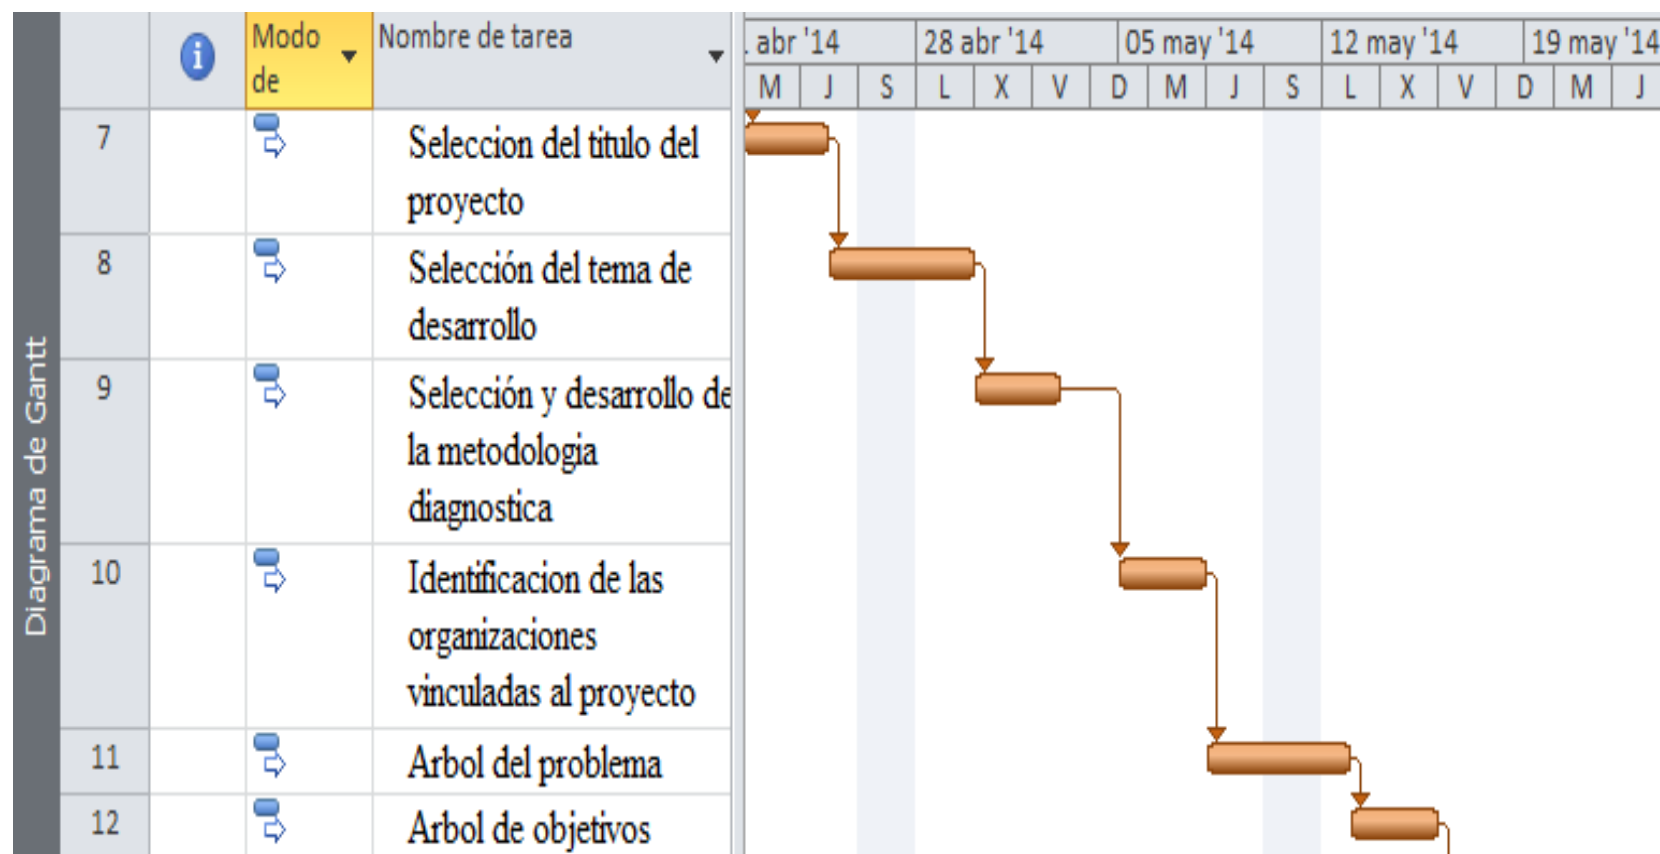 Modo de
Nombre de tarea
abr '14
28 abr '14
05 may '14
12 may '14
19 may '14
M J S L X V D M J S L X V D M J
7
Seleccion del titulo del
proyecto
8
Selección del tema de
desarrollo
9
Selección y desarrollo de
la metodologia
diagnostica
10
Identificacion de las
organizaciones
vinculadas al proyecto
11
Arbol del problema
12
Arbol de objetivos
Diagrama de Gantt